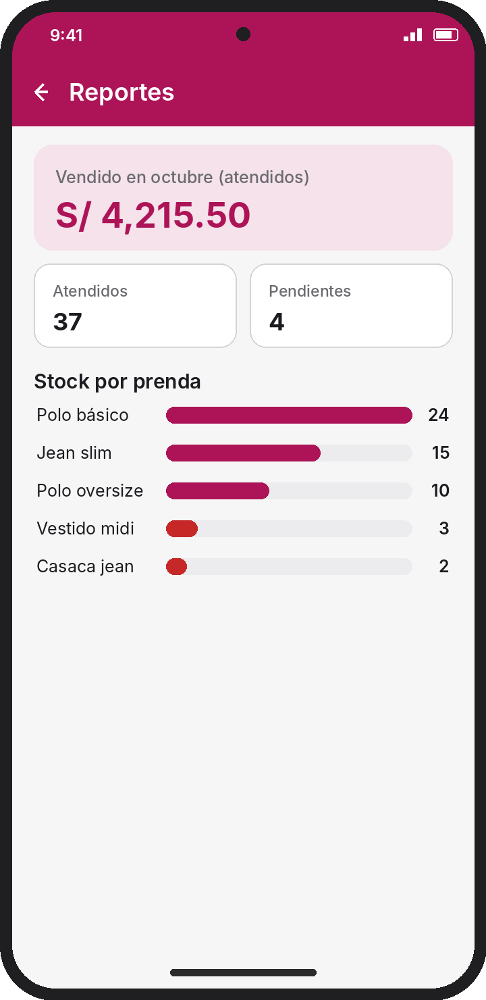 9:41
Reportes
Vendido en octubre (atendidos)
S/ 4,215.50
Atendidos
Pendientes
37
4
Stock por prenda
Polo básico 24
Jean slim 15
Polo oversize 10
Vestido midi 3
Casaca jean 2